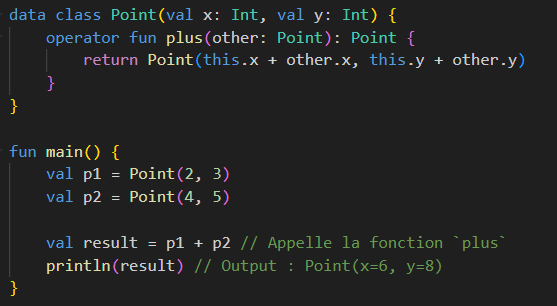 data class Point(val x: Int, val y: Int) {
    operator fun plus(other: Point): Point {
        return Point(this.x + other.x, this.y + other.y)
    }
}

fun main() {
    val p1 = Point(2, 3)
    val p2 = Point(4, 5)

    val result = p1 + p2 // Appelle la fonction `plus`
    println(result) // Output : Point(x=6, y=8)
}